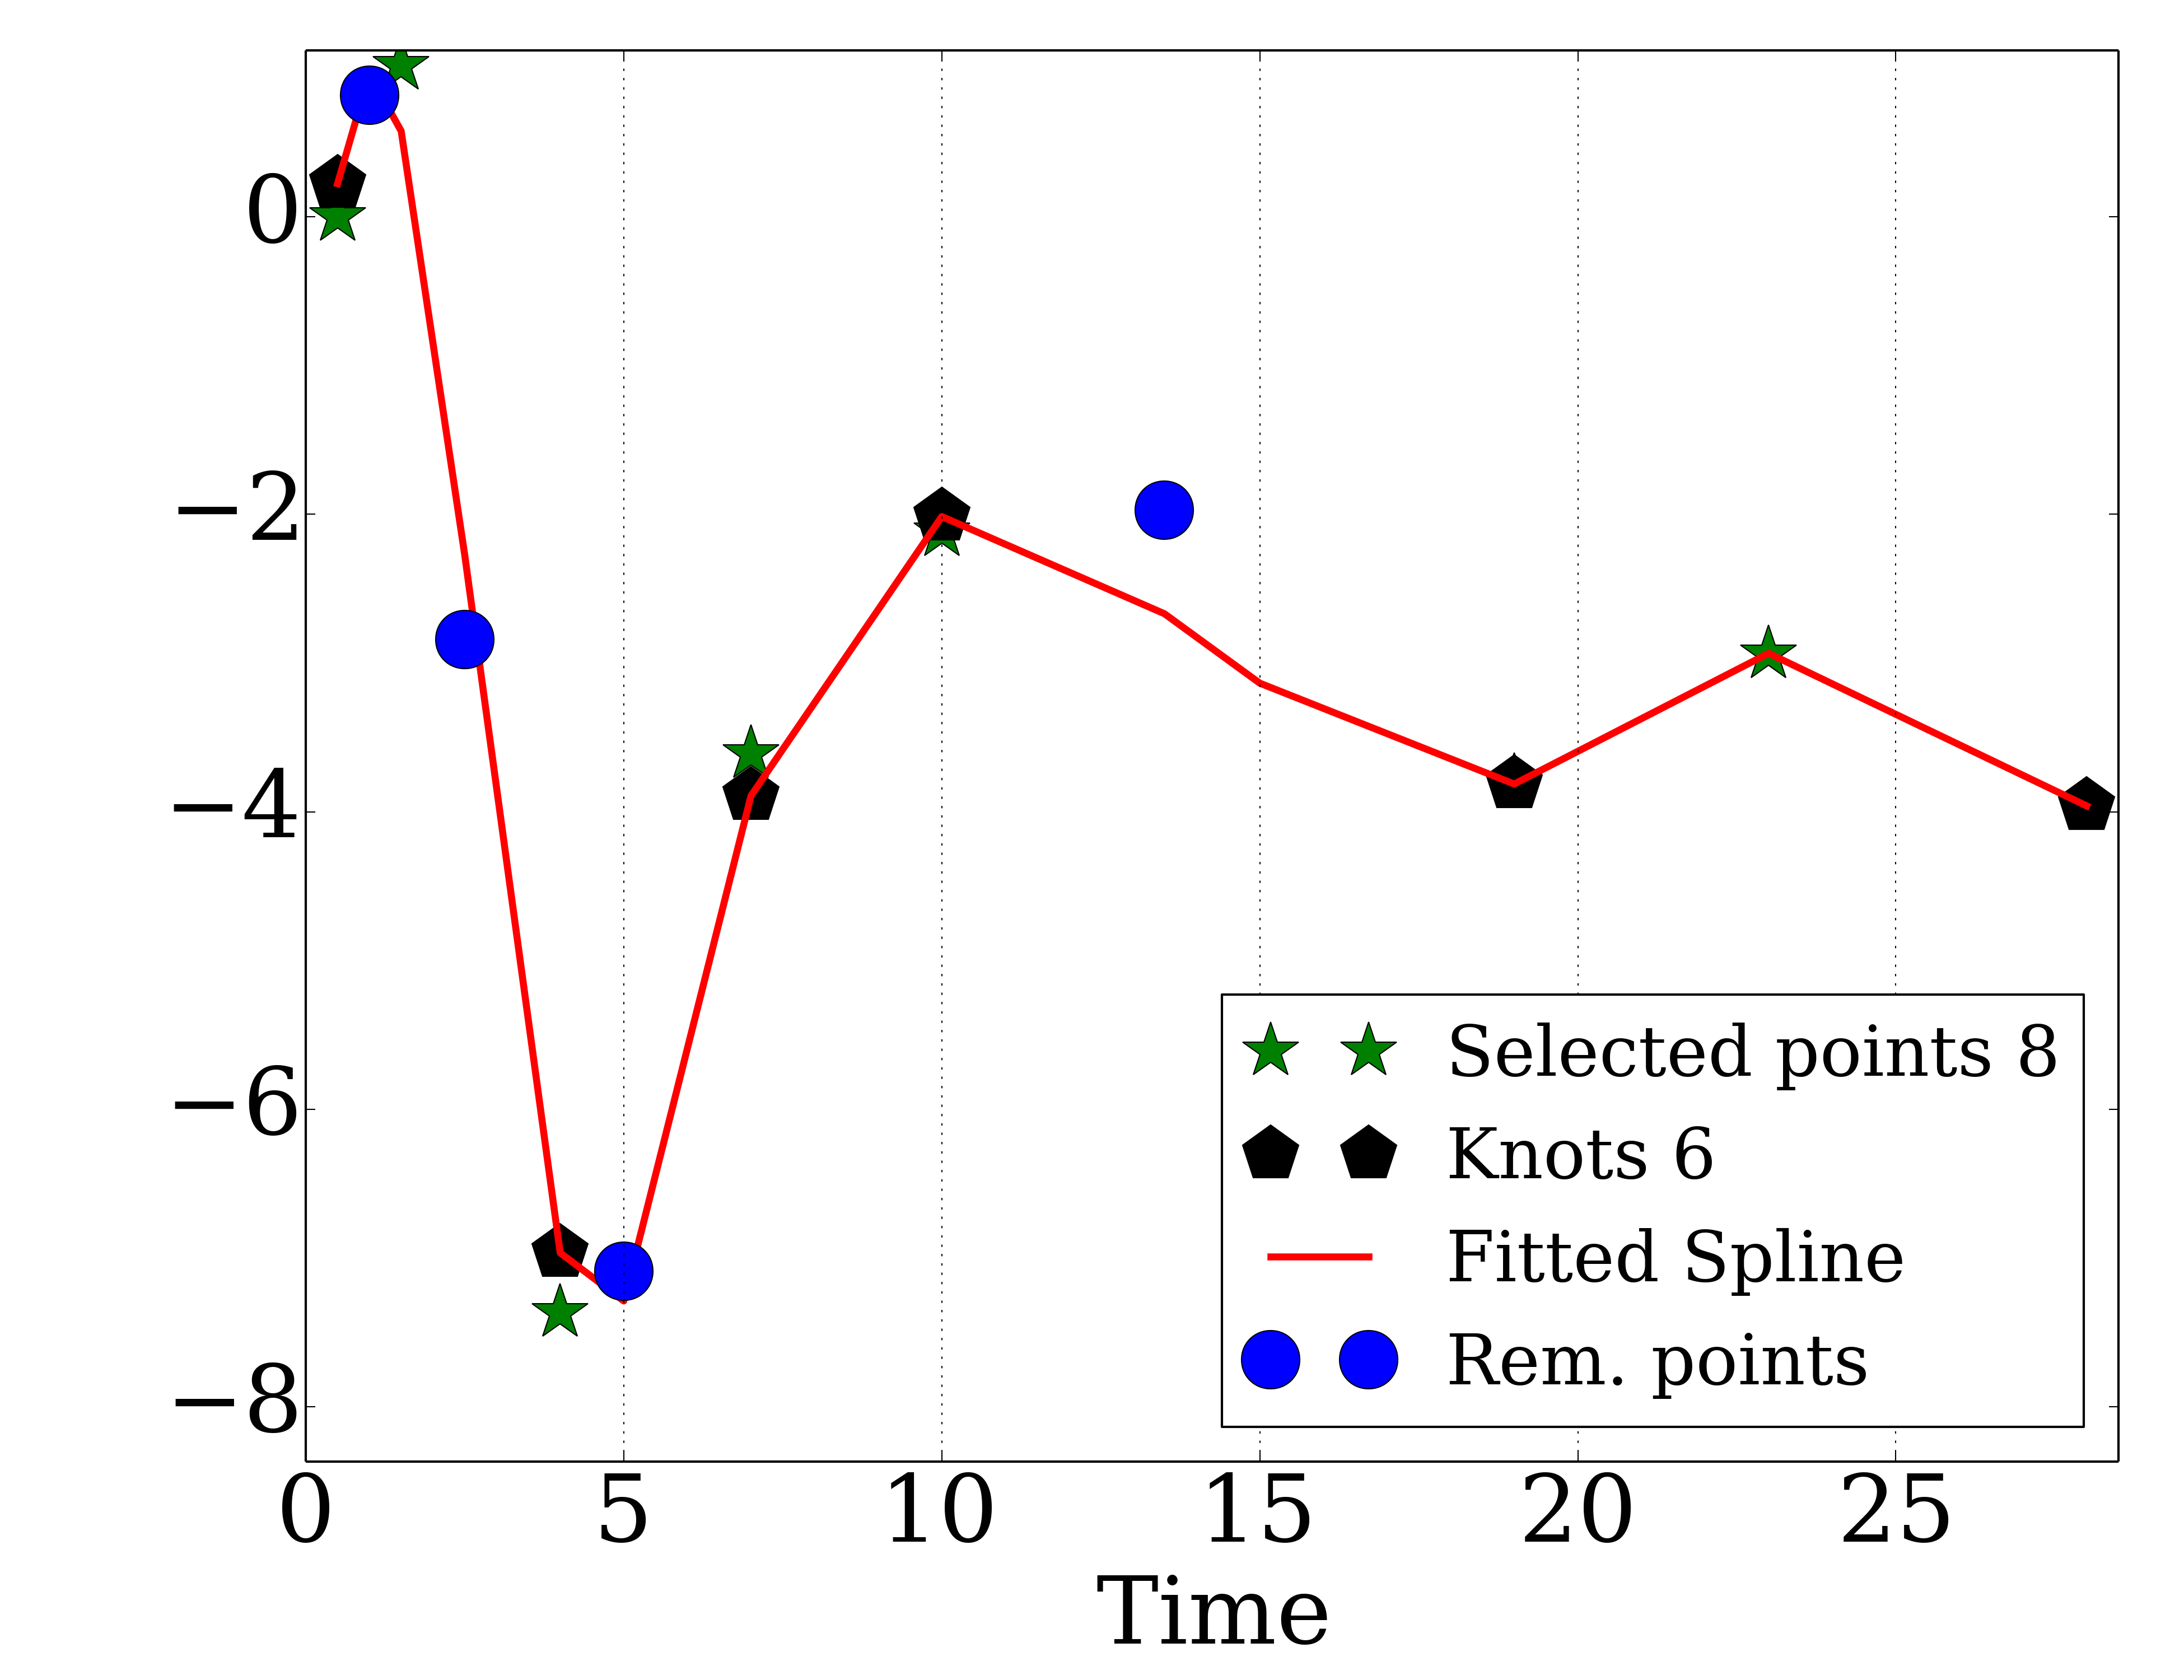 0
−2
−4
−6
−8
0 5 10 15 20 25
Time
Selected points 8
Knots 6
Fitted Spline
Rem. points